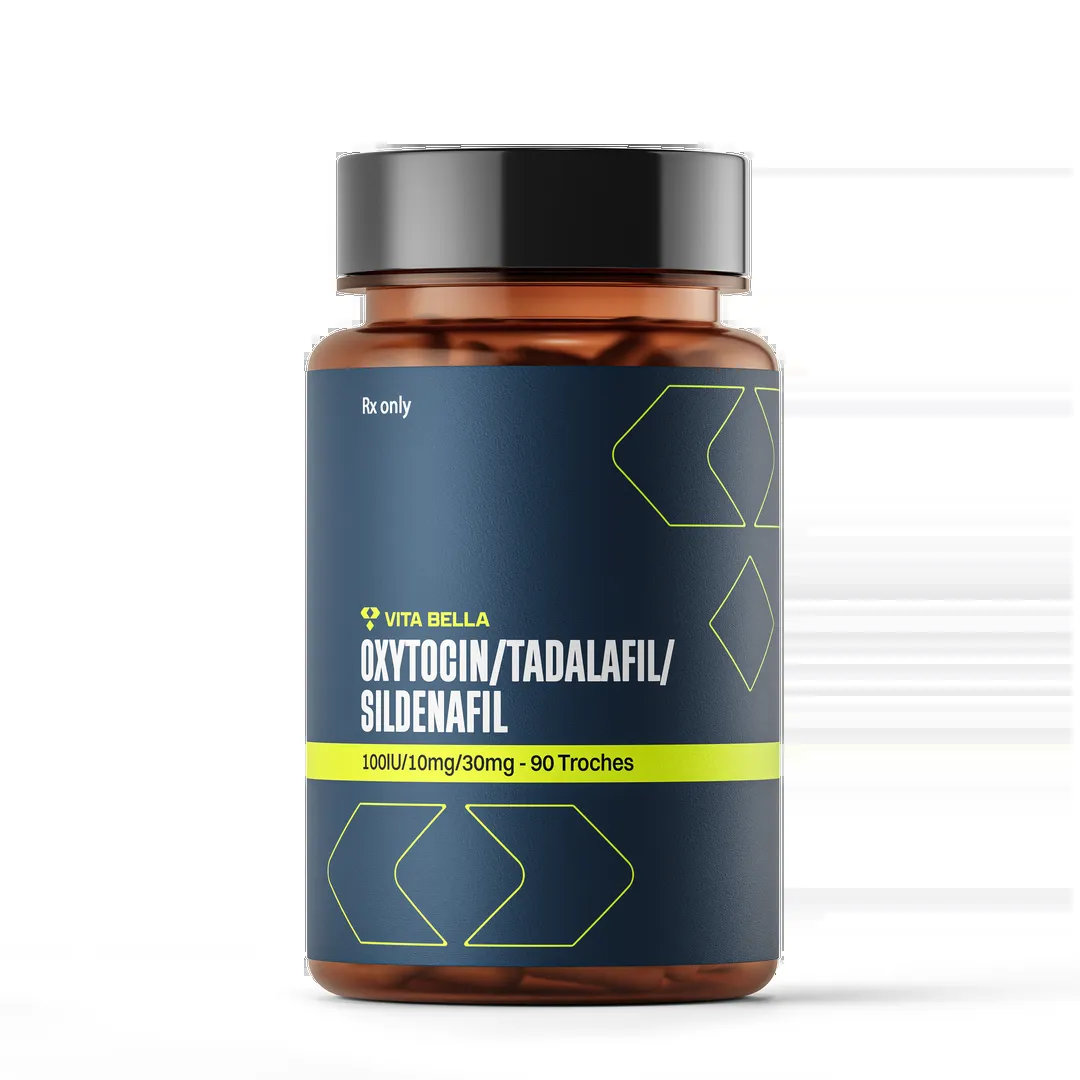 Rx only
VITA BELLA
OXYTOCIN/TADALAFIL/
SILDENAFIL
100IU/10mg/30mg - 90 Troches